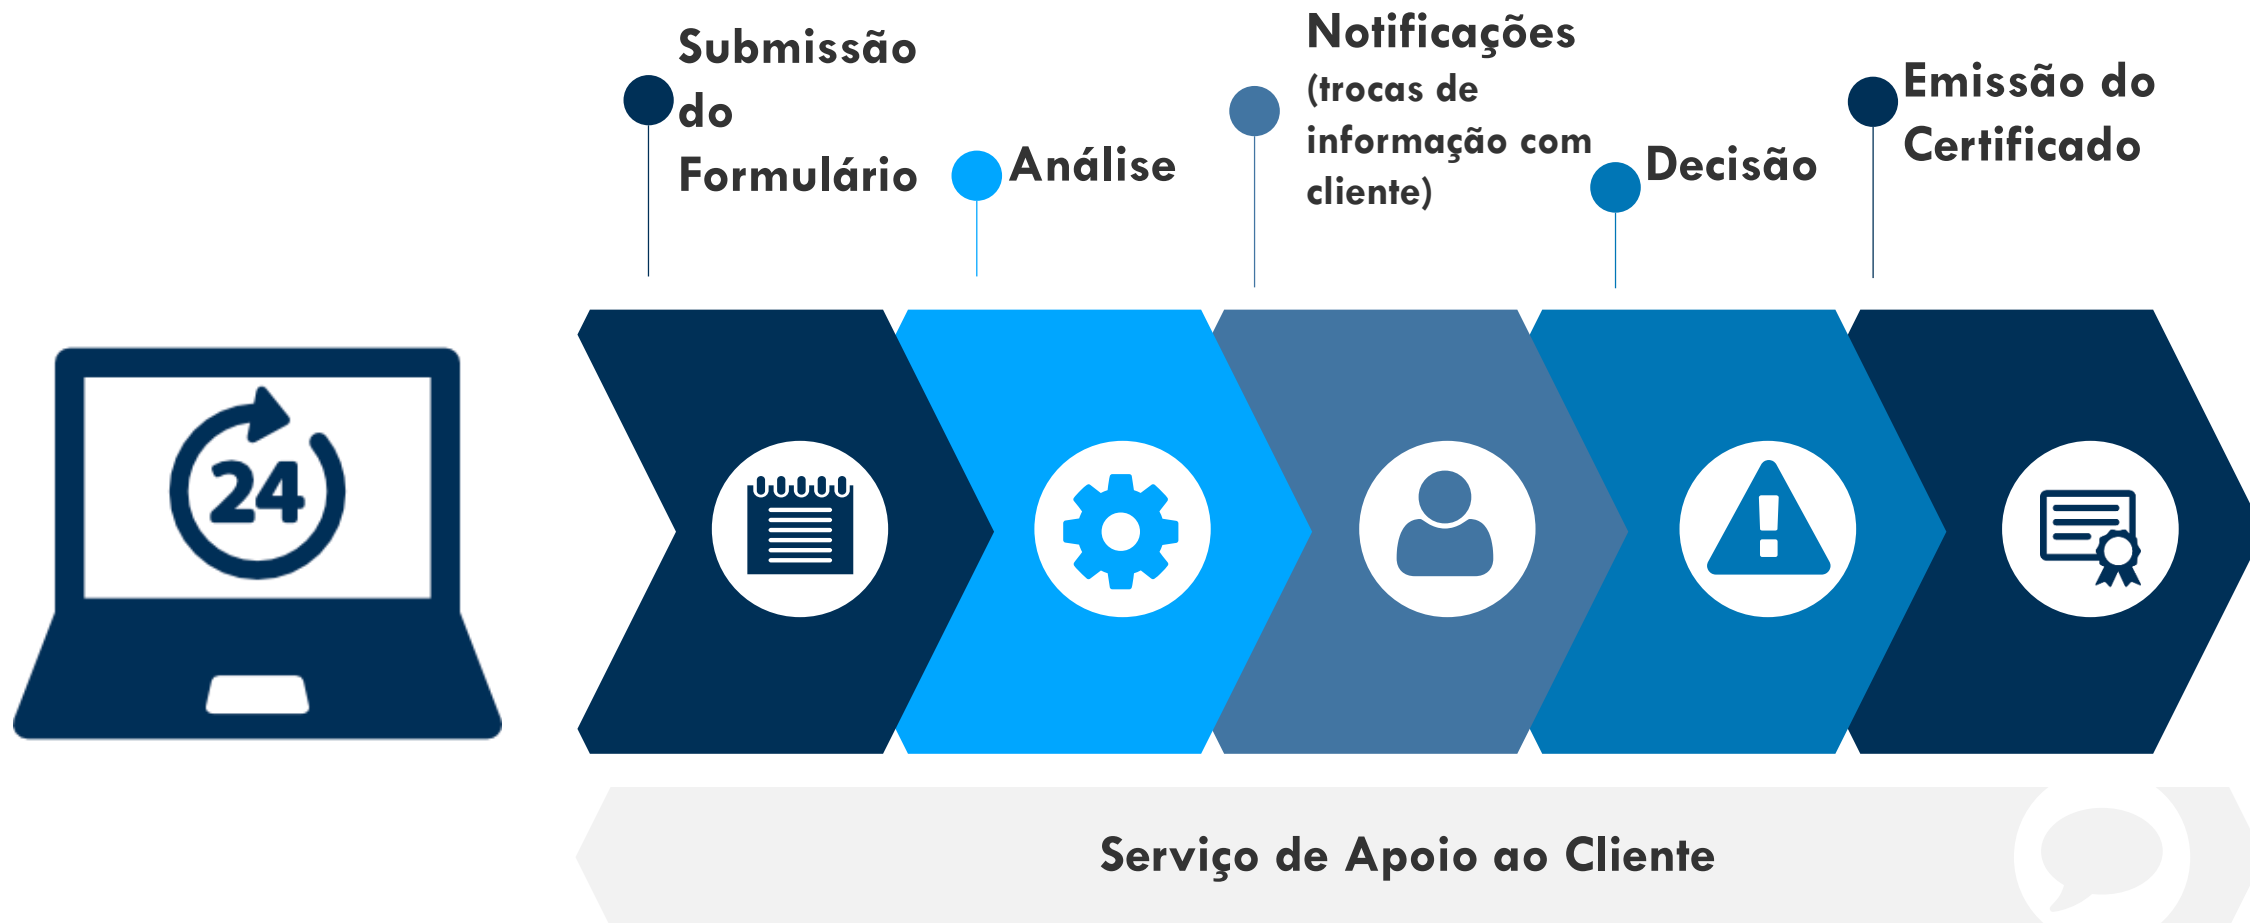 Submissão
do
Formulário
Análise
Notificações
(trocas de
informação com
cliente)
Decisão
Emissão do
Certificado
24
Serviço de Apoio ao Cliente